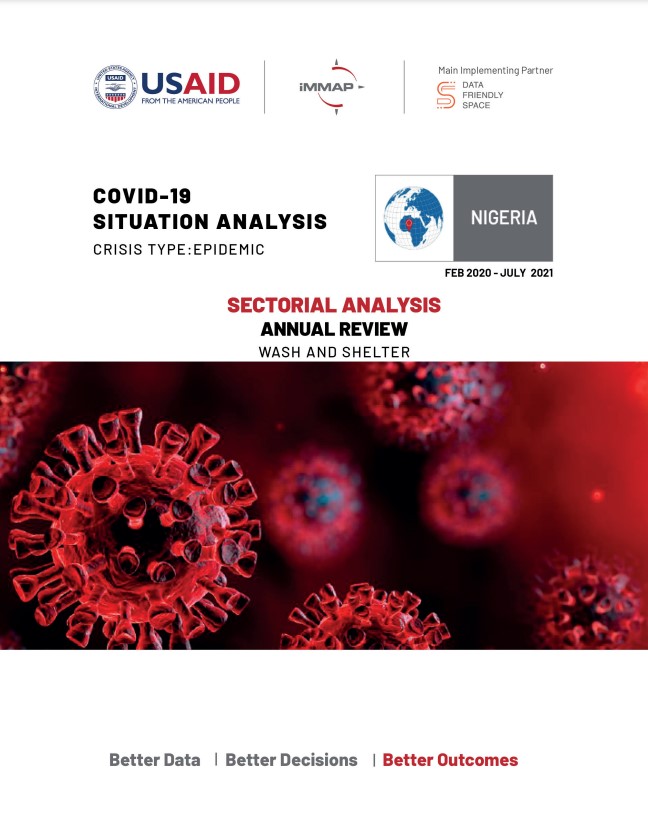 USAID
USAID
FROM THE AMERICAN PEOPLE
iMMAP
Main Implementing Partner
DATA
FRIENDLY
SPACE
COVID-19
SITUATION ANALYSIS
CRISIS TYPE:EPIDEMIC
NIGERIA
FEB 2020 - JULY 2021
SECTORIAL ANALYSIS
ANNUAL REVIEW
WASH AND SHELTER
Better Data | Better Decisions | Better Outcomes